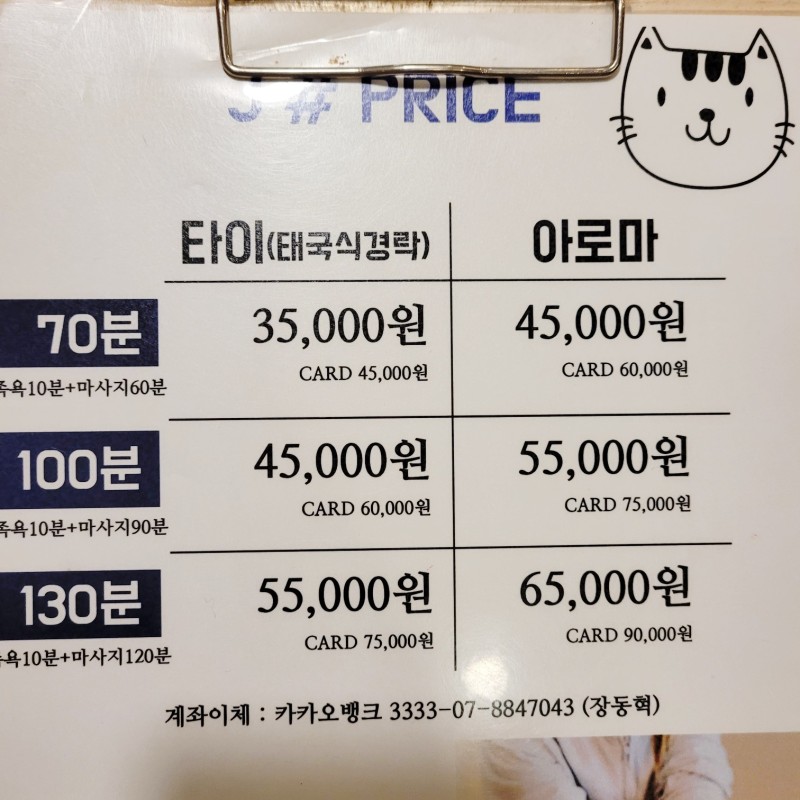 J # PRICE
타이(태국식경락) 아로마
70분 35,000원 45,000원
CARD 45,000원 CARD 60,000원
족욕10분+마사지60분
100분 45,000원 55,000원
CARD 60,000원 CARD 75,000원
족욕10분+마사지90분
130분 55,000원 65,000원
CARD 75,000원 CARD 90,000원
족욕10분+마사지120분
계좌이체 : 카카오뱅크 3333-07-8847043 (장동혁)